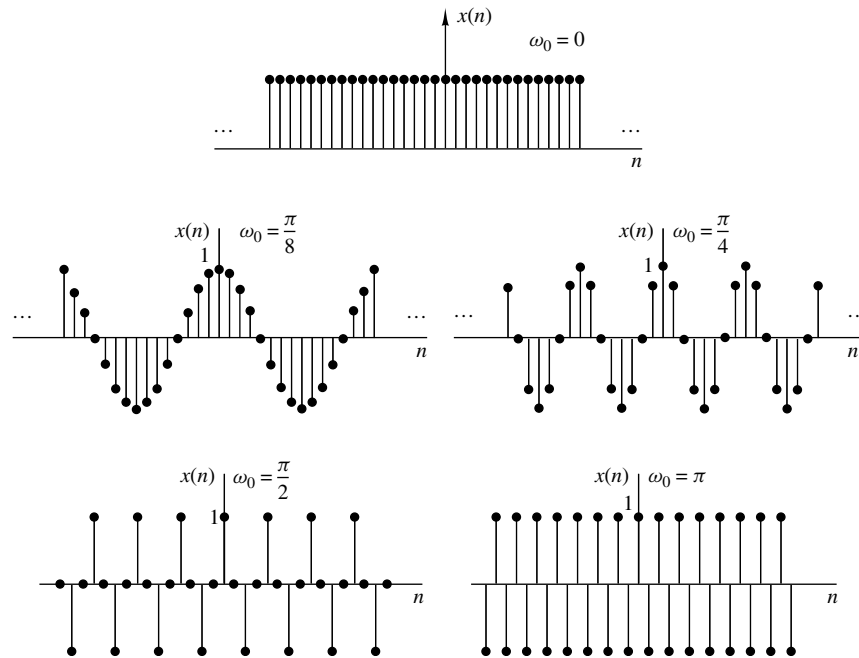 x(n)
ω₀ = 0
...
...
n
x(n) ω₀ = π/8
1
...
...
n
x(n) ω₀ = π/4
1
...
...
n
x(n) ω₀ = π/2
1
n
x(n) ω₀ = π
1
n